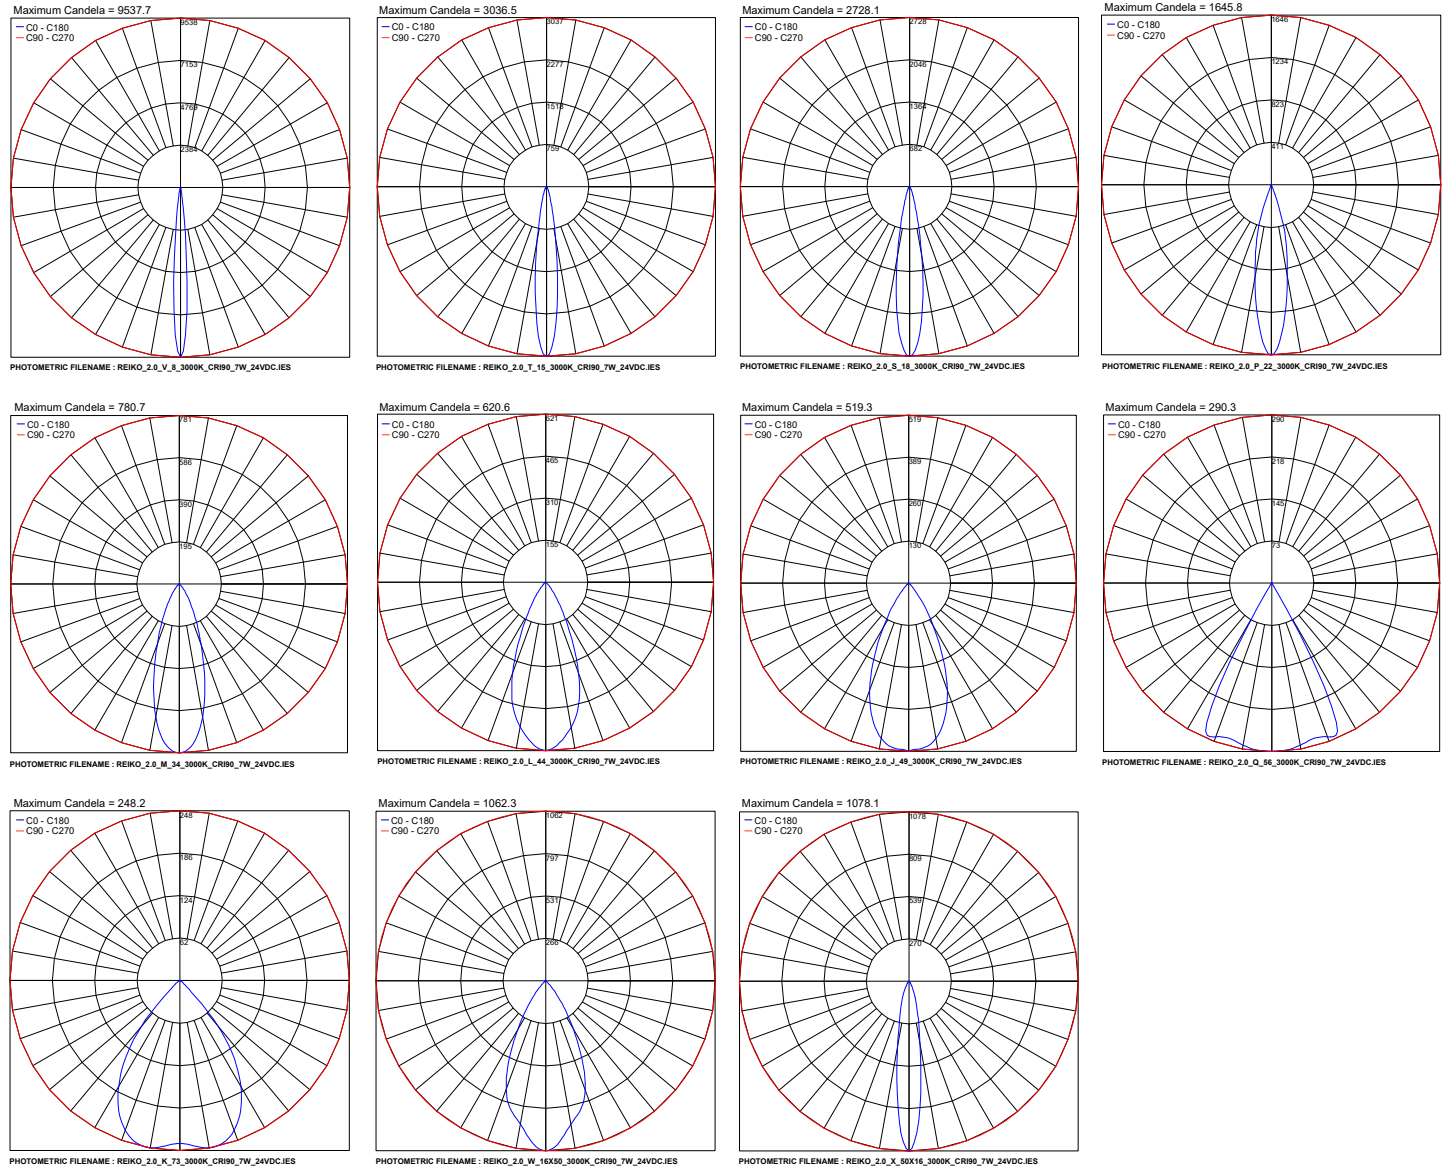 Maximum Candela = 9537.7
C0 - C180
C90 - C270
9538
7153
4769
2384
PHOTOMETRIC FILENAME : REIKO_2.0_V_8_3000K_CRI90_7W_24VDC.IES
Maximum Candela = 3036.5
C0 - C180
C90 - C270
3037
2277
1518
759
PHOTOMETRIC FILENAME : REIKO_2.0_T_15_3000K_CRI90_7W_24VDC.IES
Maximum Candela = 2728.1
C0 - C180
C90 - C270
2728
2046
1364
682
PHOTOMETRIC FILENAME : REIKO_2.0_S_18_3000K_CRI90_7W_24VDC.IES
Maximum Candela = 1645.8
C0 - C180
C90 - C270
1646
1234
823
411
PHOTOMETRIC FILENAME : REIKO_2.0_P_22_3000K_CRI90_7W_24VDC.IES
Maximum Candela = 780.7
C0 - C180
C90 - C270
781
586
390
195
PHOTOMETRIC FILENAME : REIKO_2.0_M_34_3000K_CRI90_7W_24VDC.IES
Maximum Candela = 620.6
C0 - C180
C90 - C270
621
465
310
155
PHOTOMETRIC FILENAME : REIKO_2.0_L_44_3000K_CRI90_7W_24VDC.IES
Maximum Candela = 519.3
C0 - C180
C90 - C270
519
389
260
130
PHOTOMETRIC FILENAME : REIKO_2.0_J_49_3000K_CRI90_7W_24VDC.IES
Maximum Candela = 290.3
C0 - C180
C90 - C270
290
218
145
73
PHOTOMETRIC FILENAME : REIKO_2.0_Q_56_3000K_CRI90_7W_24VDC.IES
Maximum Candela = 248.2
C0 - C180
C90 - C270
248
186
124
62
PHOTOMETRIC FILENAME : REIKO_2.0_K_73_3000K_CRI90_7W_24VDC.IES
Maximum Candela = 1062.3
C0 - C180
C90 - C270
1062
797
531
266
PHOTOMETRIC FILENAME : REIKO_2.0_W_16X50_3000K_CRI90_7W_24VDC.IES
Maximum Candela = 1078.1
C0 - C180
C90 - C270
1078
809
539
270
PHOTOMETRIC FILENAME : REIKO_2.0_X_50X16_3000K_CRI90_7W_24VDC.IES